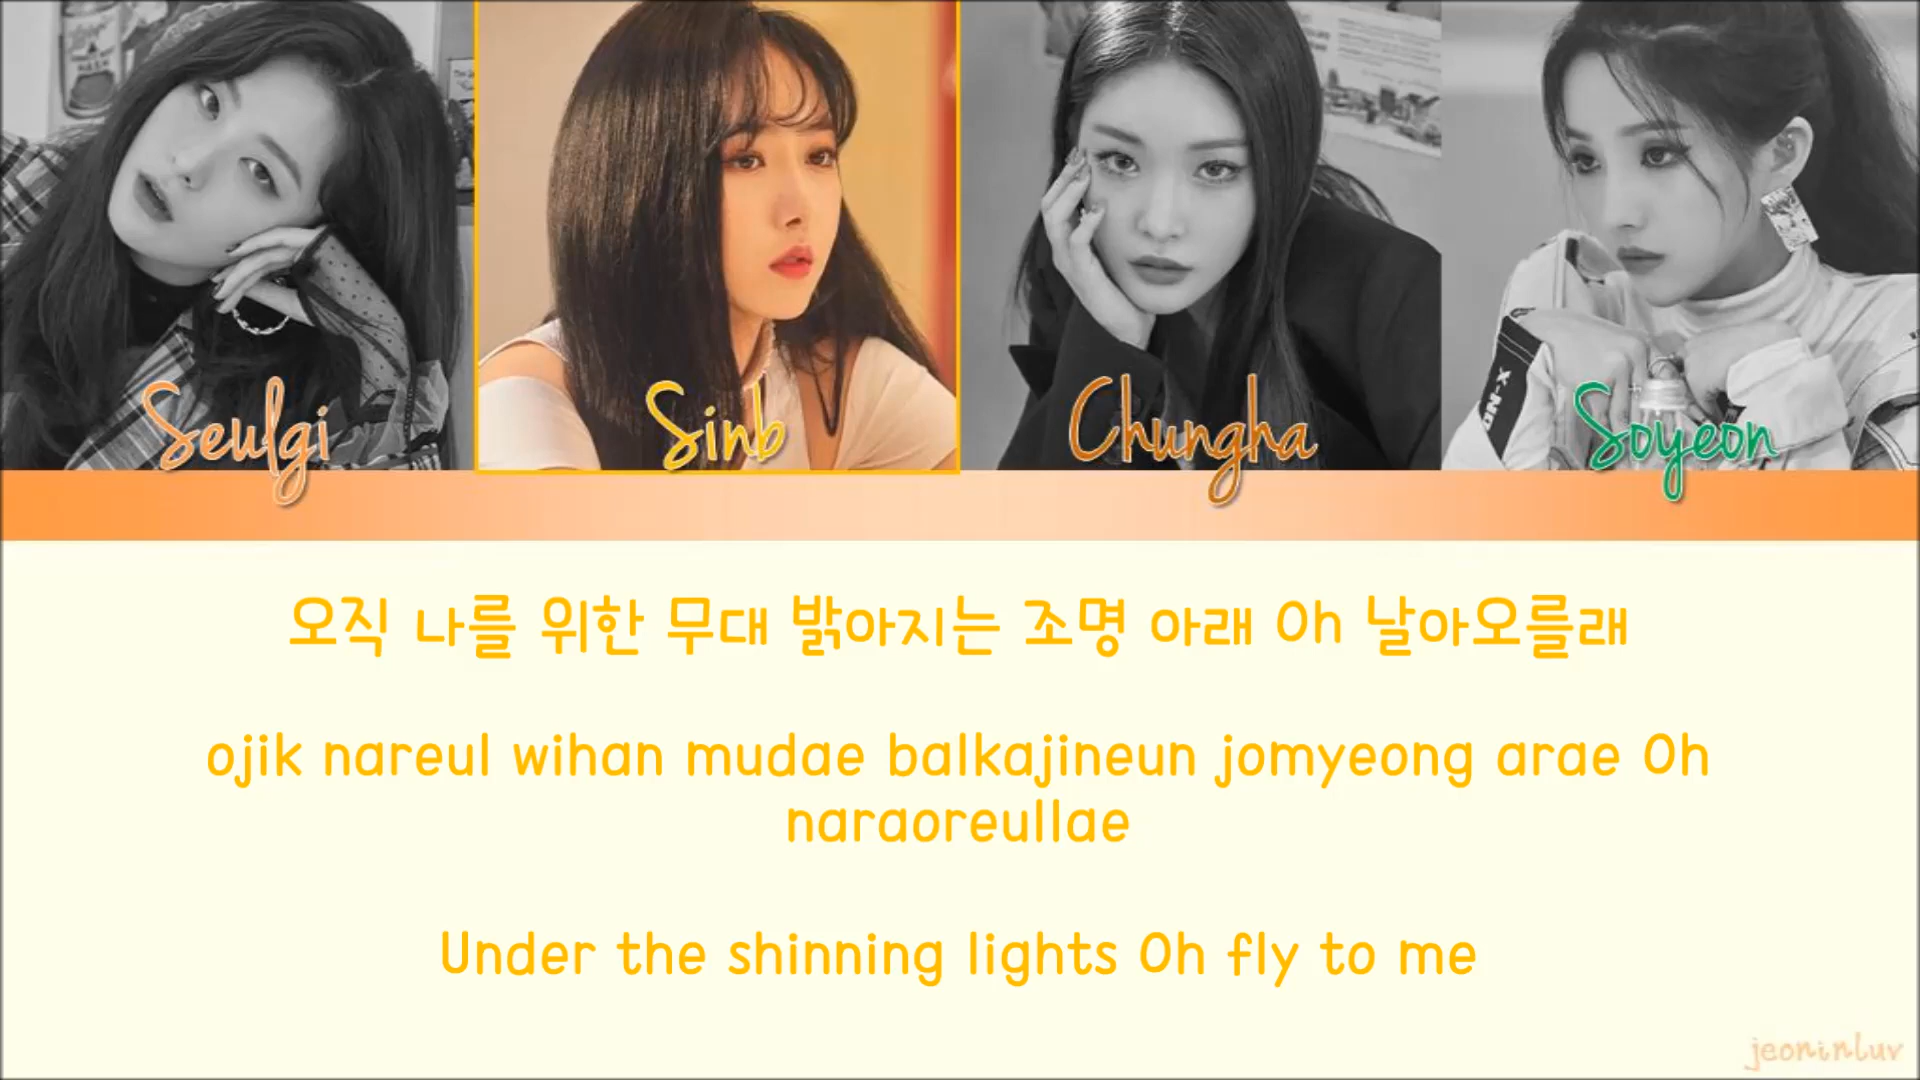 Seulgi Sinb Chungha Soyeon
오직 나를 위한 무대 밝아지는 조명 아래 Oh 날아오를래
ojik nareul wihan mudae balkajineun jomyeong arae Oh
naraoreullae
Under the shinning lights Oh fly to me
jeoninluv